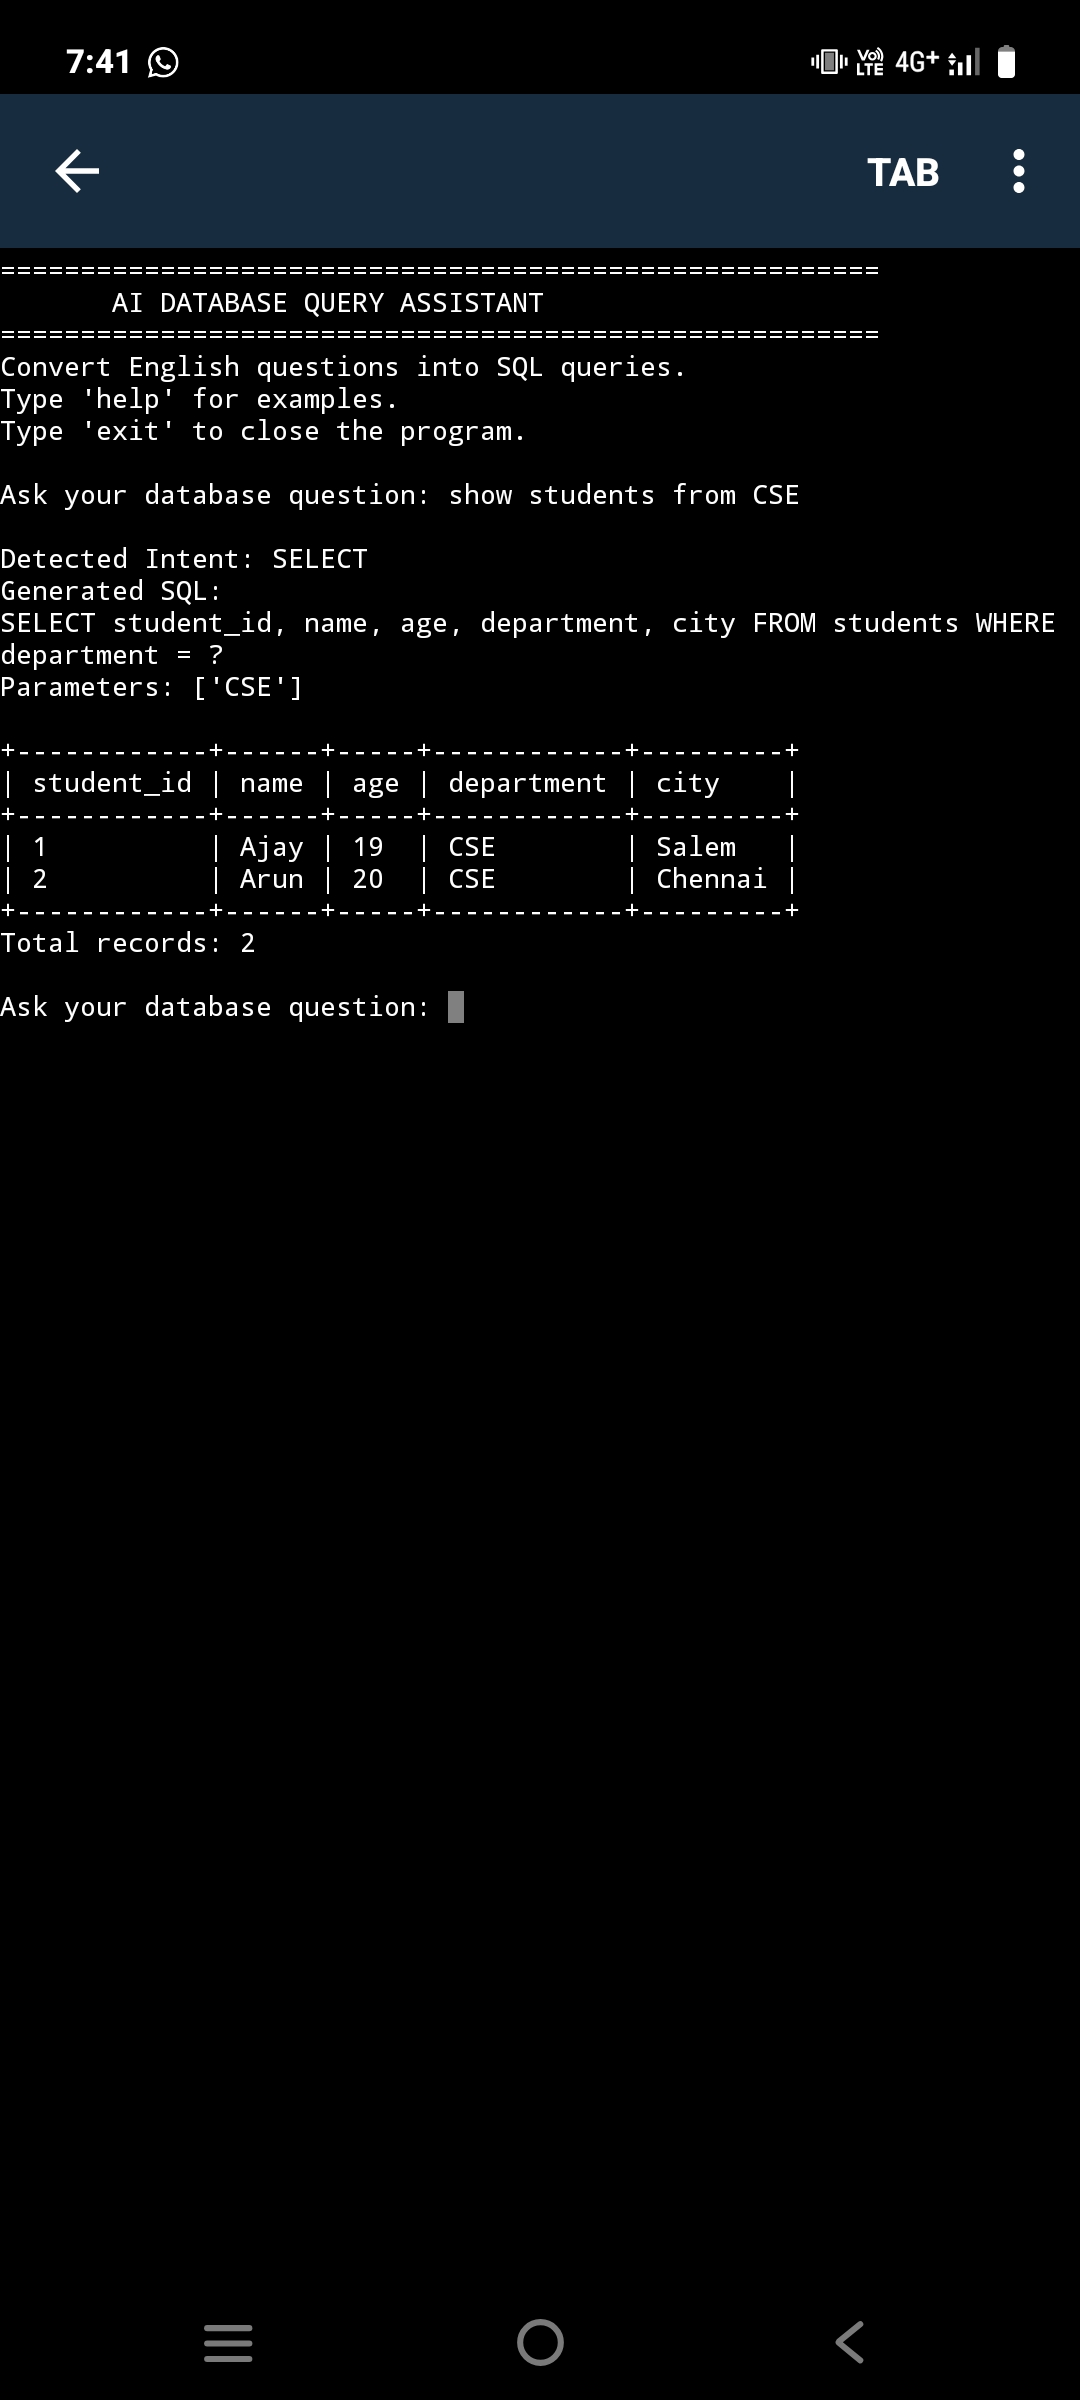 7:41
Vo)) LTE 4G+
TAB
=======================================================
       AI DATABASE QUERY ASSISTANT
=======================================================
Convert English questions into SQL queries.
Type 'help' for examples.
Type 'exit' to close the program.

Ask your database question: show students from CSE

Detected Intent: SELECT
Generated SQL:
SELECT student_id, name, age, department, city FROM students WHERE
department = ?
Parameters: ['CSE']

+------------+------+-----+------------+---------+
| student_id | name | age | department | city    |
+------------+------+-----+------------+---------+
| 1          | Ajay | 19  | CSE        | Salem   |
| 2          | Arun | 20  | CSE        | Chennai |
+------------+------+-----+------------+---------+
Total records: 2

Ask your database question: